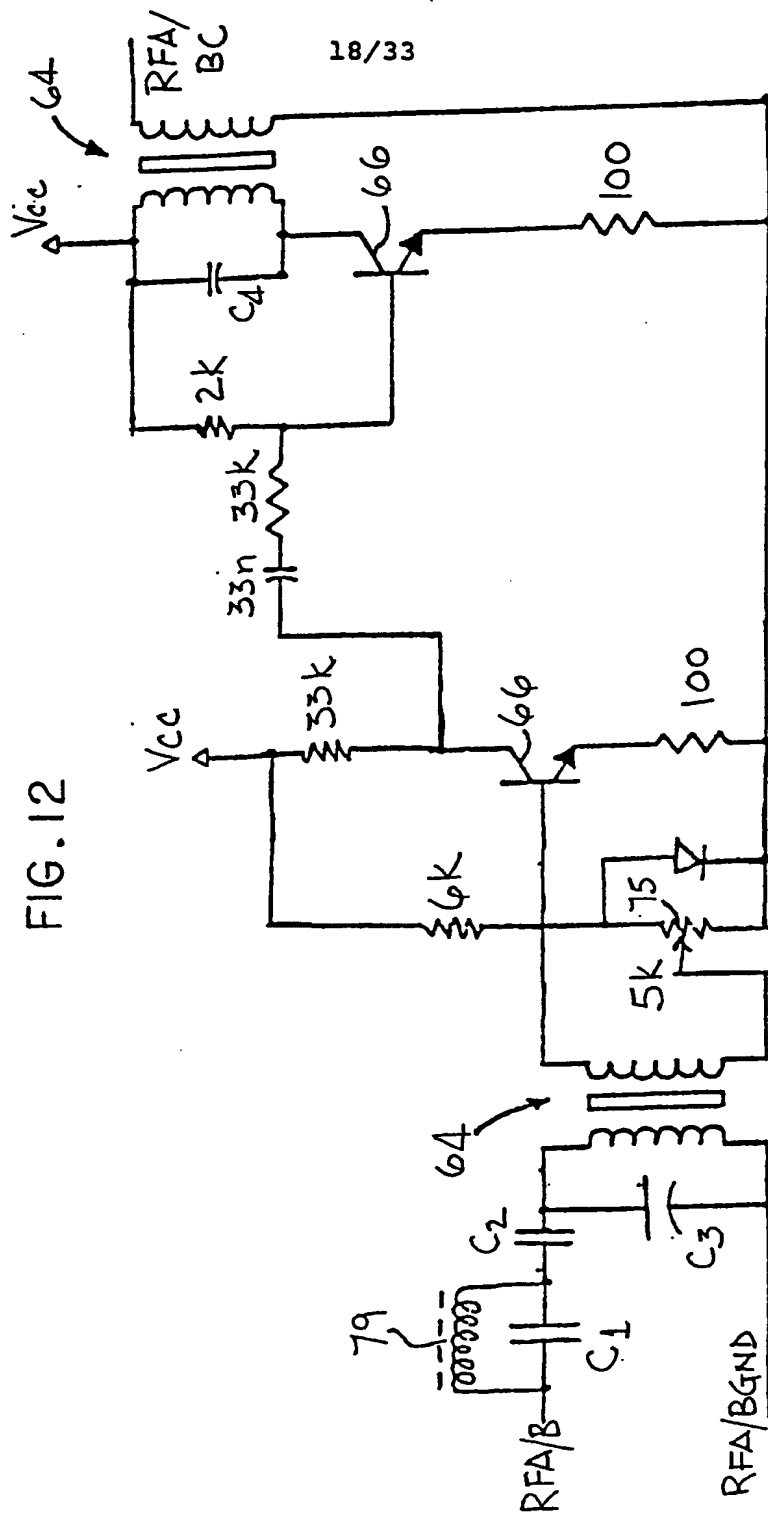 18/33
FIG. 12
64
Vcc
RFA/
BC
C4
2K
66
33k
33n
100
Vcc
33k
66
6K
100
75
5k
64
79
C1
C2
C3
RFA/B
RFA/BGND